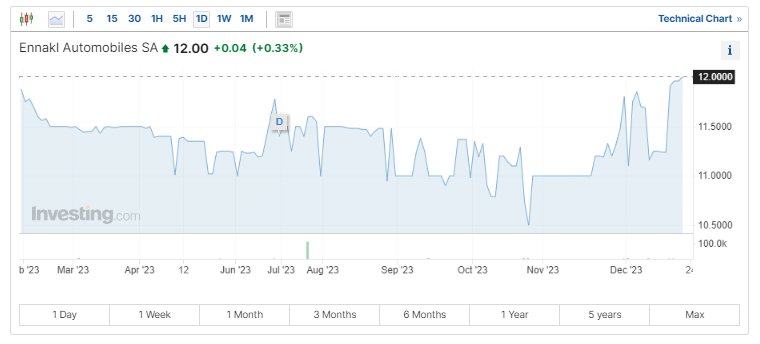 5 15 30 1H 5H 1D 1W 1M Technical Chart »
Ennakl Automobiles SA 12.00 +0.04 (+0.33%) i
12.0000
11.5000
D
11.0000
Investing.com
10.5000
100.0k
b '23 Mar '23 Apr '23 12 Jun '23 Jul '23 Aug '23 Sep '23 Oct '23 Nov '23 Dec '23 24
1 Day 1 Week 1 Month 3 Months 6 Months 1 Year 5 years Max